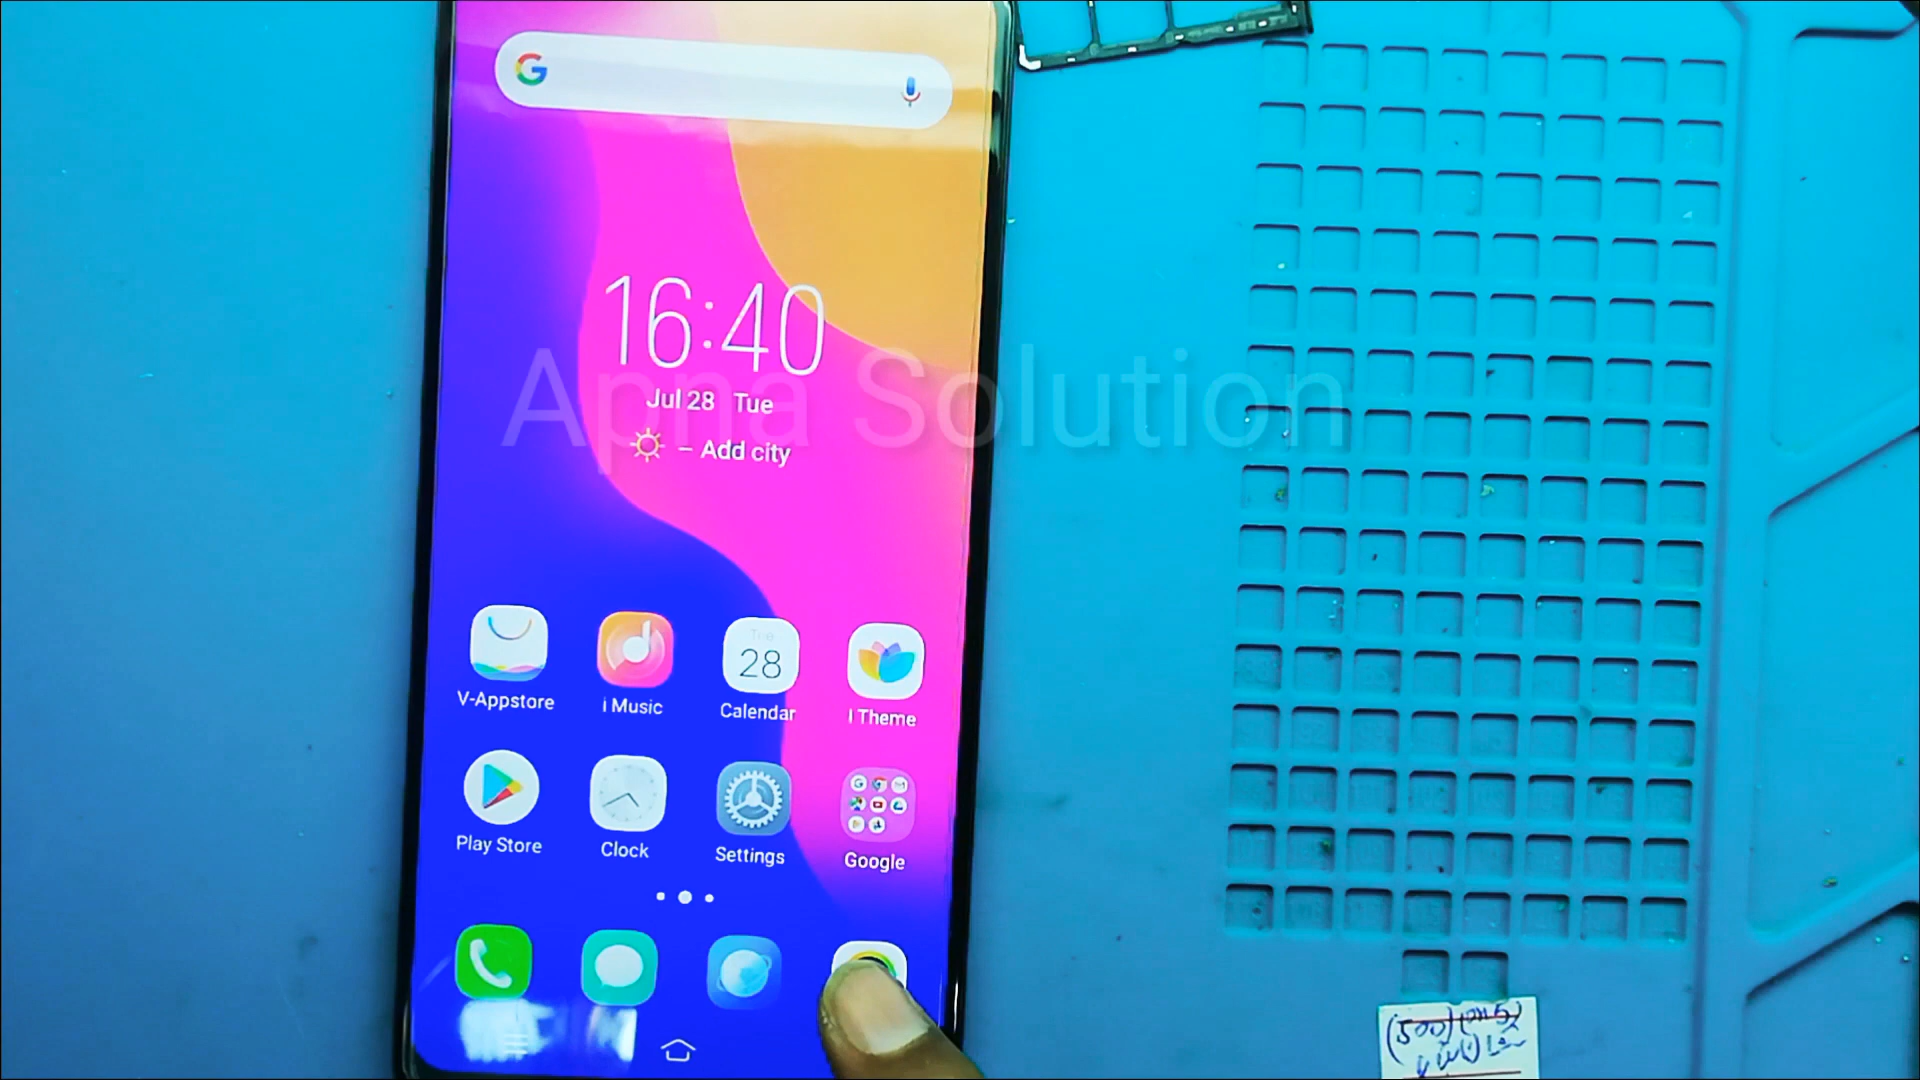 16:40
Jul 28 Tue
Apna Solution
– Add city
Tue
28
V-Appstore
i Music
Calendar
i Theme
Play Store
Clock
Settings
Google